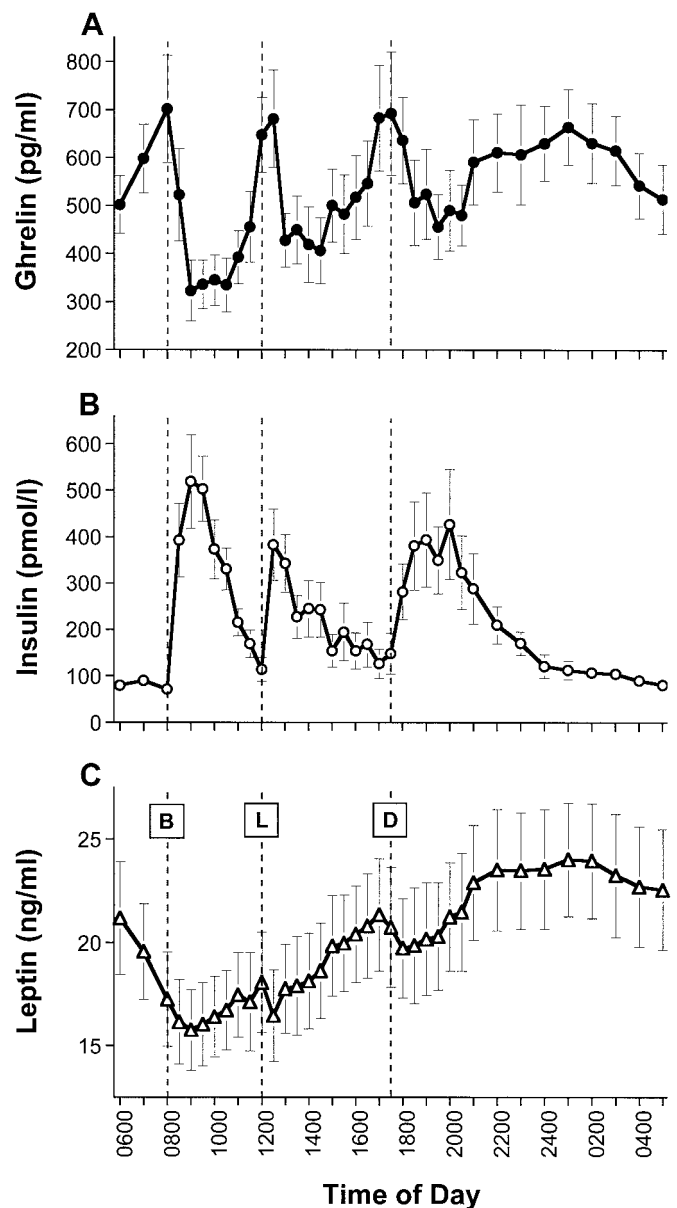 A
Ghrelin (pg/ml)
800
700
600
500
400
300
200
B
Insulin (pmol/l)
600
500
400
300
200
100
0
C
Leptin (ng/ml)
B L D
25
20
15
0600 0800 1000 1200 1400 1600 1800 2000 2200 2400 0200 0400
Time of Day